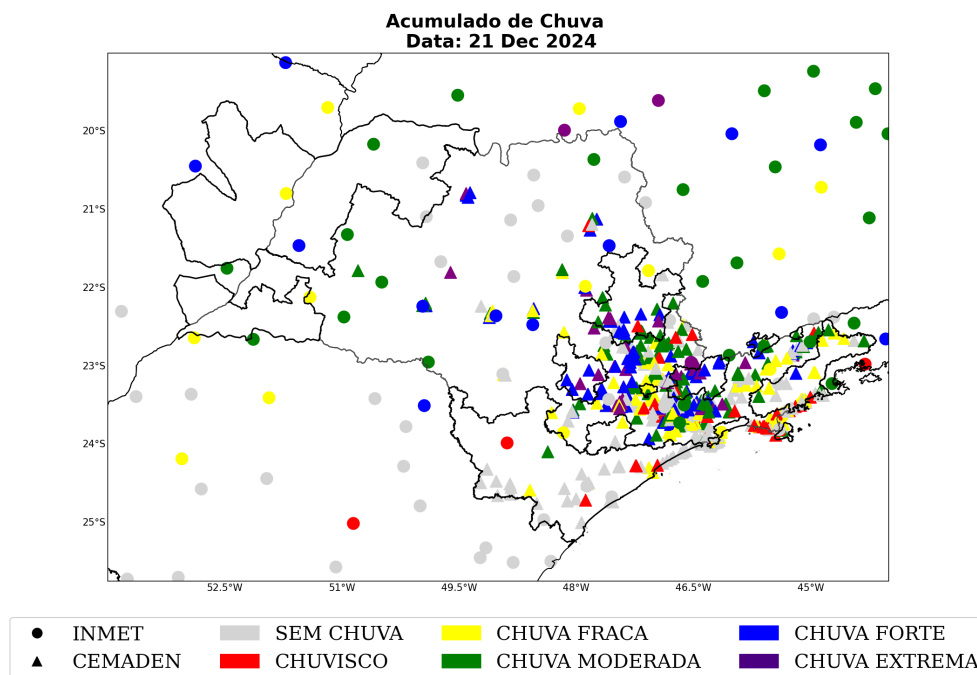 Acumulado de Chuva
Data: 21 Dec 2024
20°S
21°S
22°S
23°S
24°S
25°S
52.5°W
51°W
49.5°W
48°W
46.5°W
45°W
INMET
SEM CHUVA
CHUVA FRACA
CHUVA FORTE
CEMADEN
CHUVISCO
CHUVA MODERADA
CHUVA EXTREMA